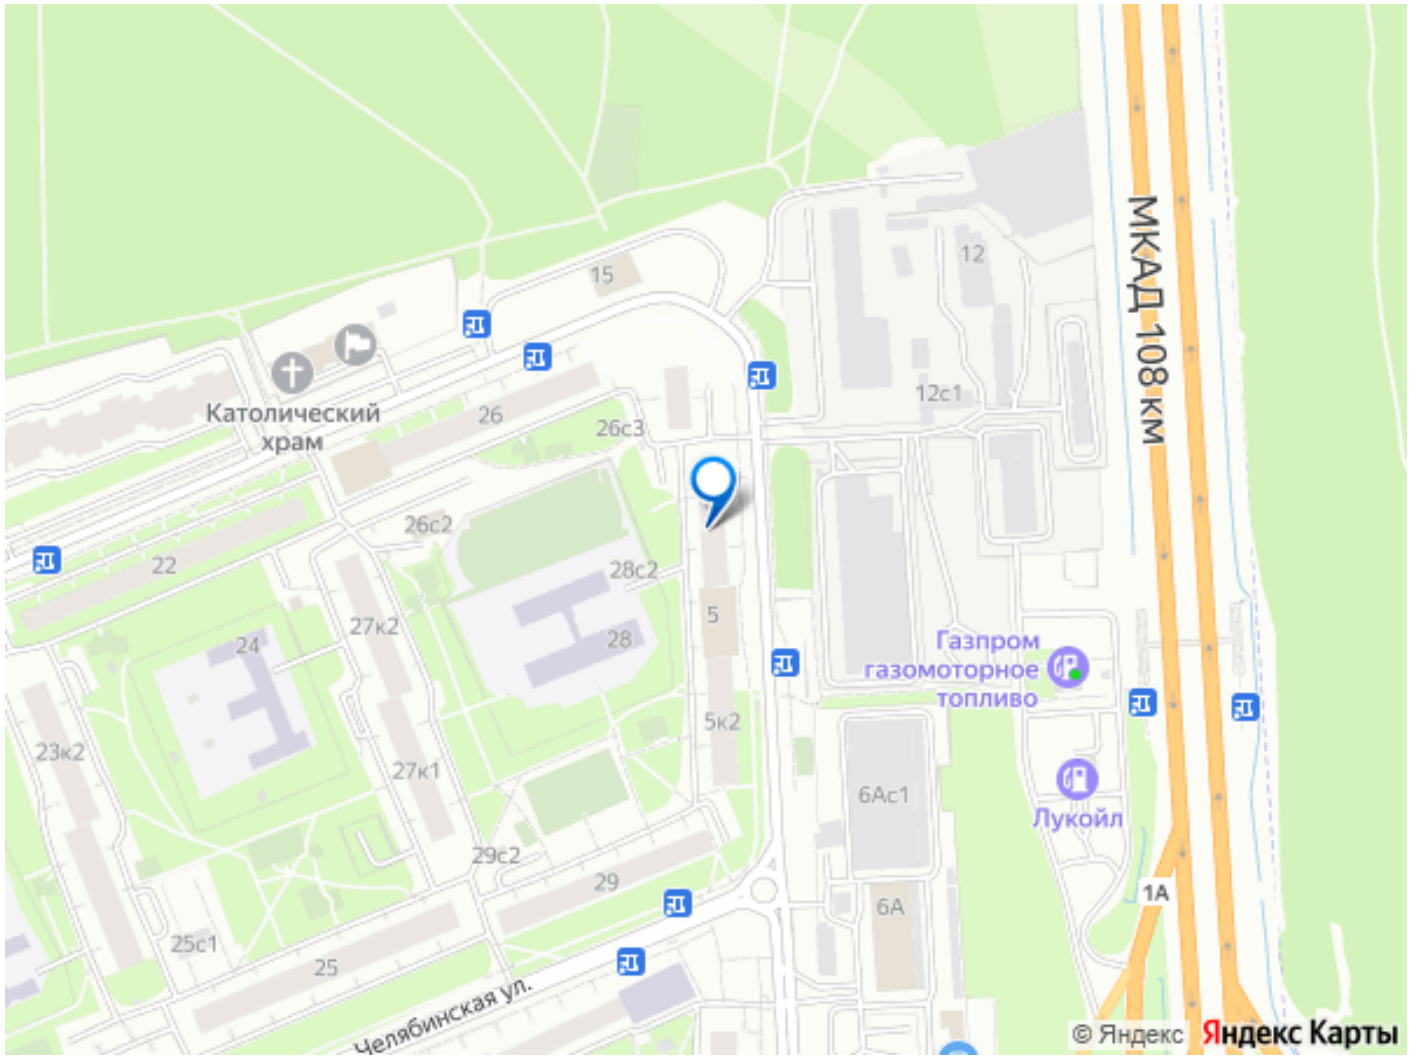 МКАД 108 км
12
15
12с1
Католический
храм
26
26с3
26с2
22
28с2
5
28
27к2
24
Газпром
газомоторное
топливо
5к2
23к2
27к1
6Ас1
Лукойл
29с2
29
1А
6А
25с1
25
Челябинская ул.
© Яндекс Яндекс Карты